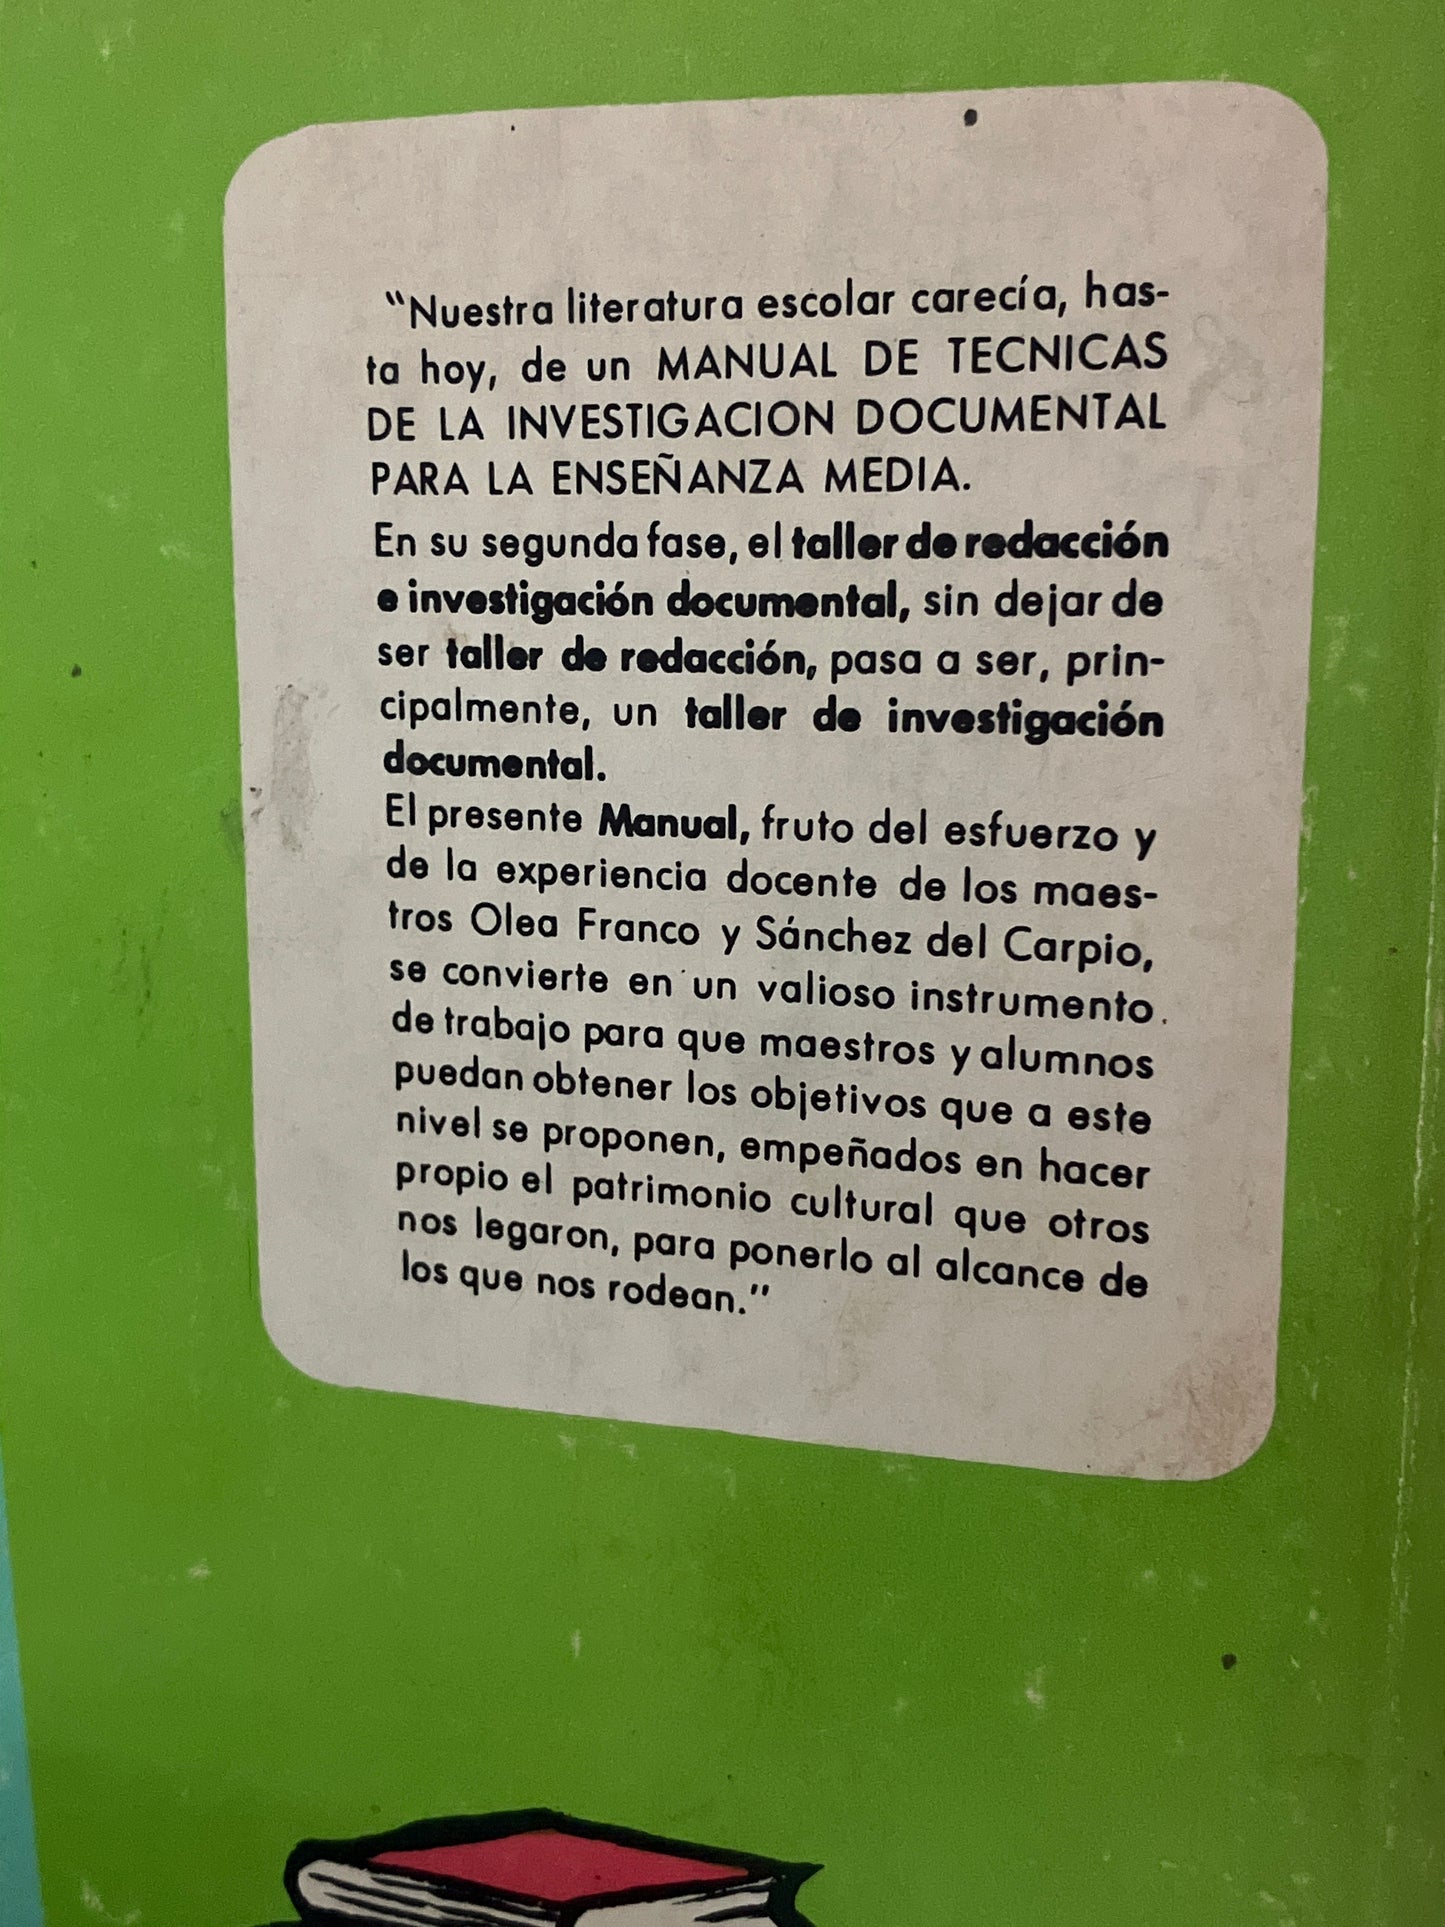 “Nuestra literatura escolar carecía, has-
ta hoy, de un MANUAL DE TECNICAS
DE LA INVESTIGACION DOCUMENTAL
PARA LA ENSEÑANZA MEDIA.
En su segunda fase, el taller de redacción
e investigación documental, sin dejar de
ser taller de redacción, pasa a ser, prin-
cipalmente, un taller de investigación
documental.
El presente Manual, fruto del esfuerzo y
de la experiencia docente de los maes-
tros Olea Franco y Sánchez del Carpio,
se convierte en un valioso instrumento
de trabajo para que maestros y alumnos
puedan obtener los objetivos que a este
nivel se proponen, empeñados en hacer
propio el patrimonio cultural que otros
nos legaron, para ponerlo al alcance de
los que nos rodean.”